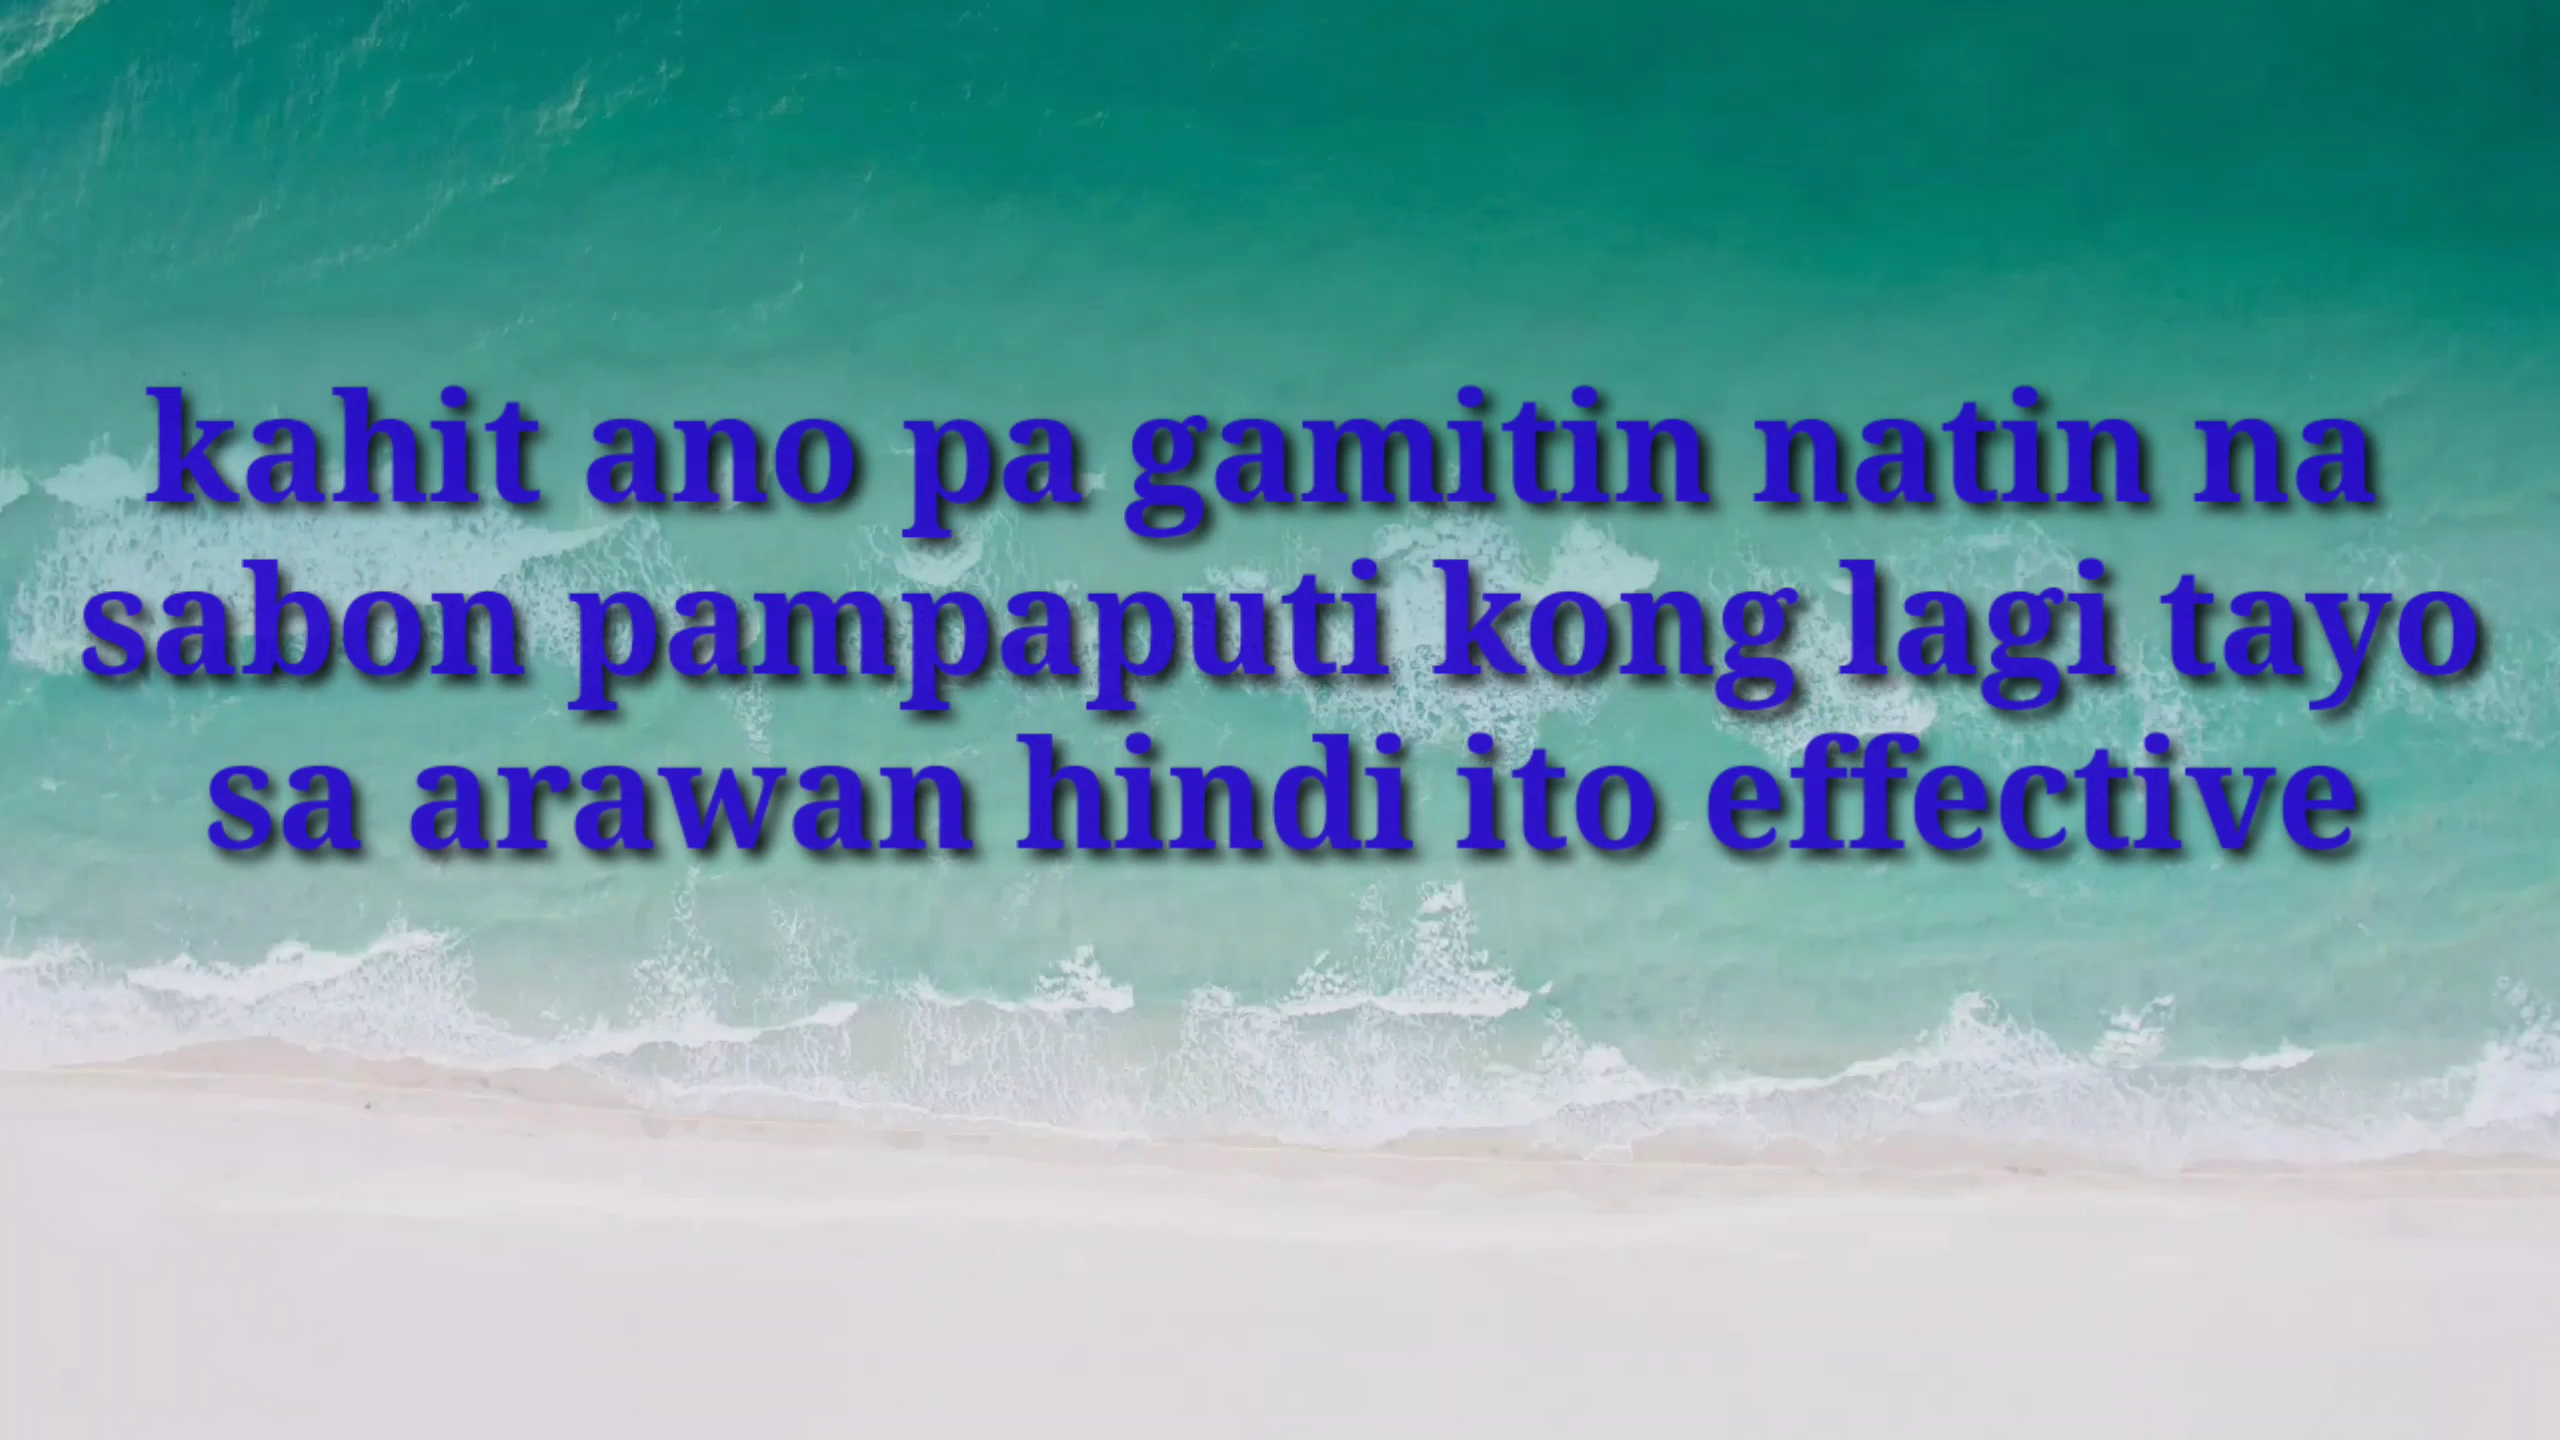 kahit ano pa gamitin natin na
sabon pampaputi kong lagi tayo
sa arawan hindi ito effective